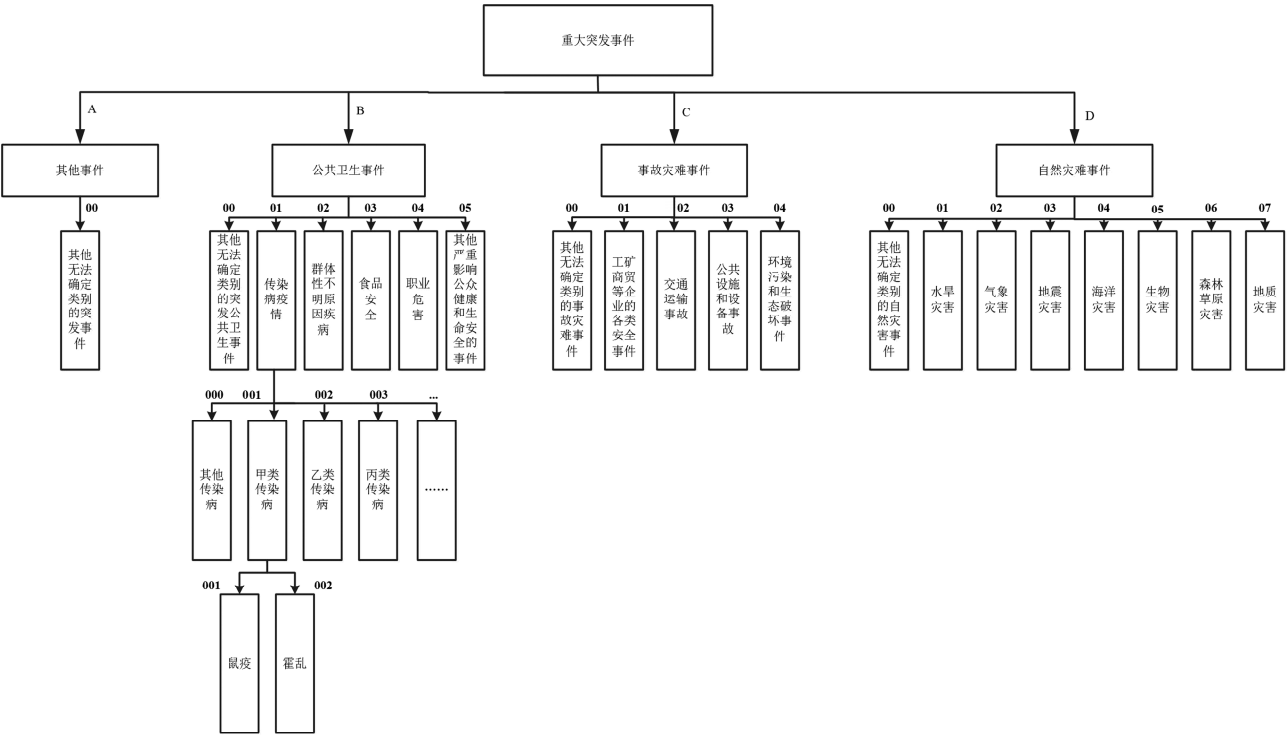 重大突发事件
A
B
C
D
其他事件
公共卫生事件
事故灾难事件
自然灾难事件
00
00
01
02
03
04
05
00
01
02
03
04
00
01
02
03
04
05
06
07
其他
无法
确定
类别
的突
发事
件
其他
无法
确定
类别
的突
发公
共卫
生事
件
传染
病疫
情
群体
性不
明原
因疾
病
食品
安
全
职业
危
害
其他
严重
影响
公众
健康
和生
命安
全的
事件
其他
无法
确定
类别
的事
故灾
难事
件
工矿
商贸
等企
业的
各类
安全
事件
交通
运输
事故
公共
设施
和设
备事
故
环境
污染
和生
态破
坏事
件
其他
无法
确定
类别
的自
然灾
害事
件
水旱
灾害
气象
灾害
地震
灾害
海洋
灾害
生物
灾害
森林
草原
灾害
地质
灾害
000
001
002
003
...
其他
传染
病
甲类
传染
病
乙类
传染
病
丙类
传染
病
……
001
002
鼠疫
霍乱